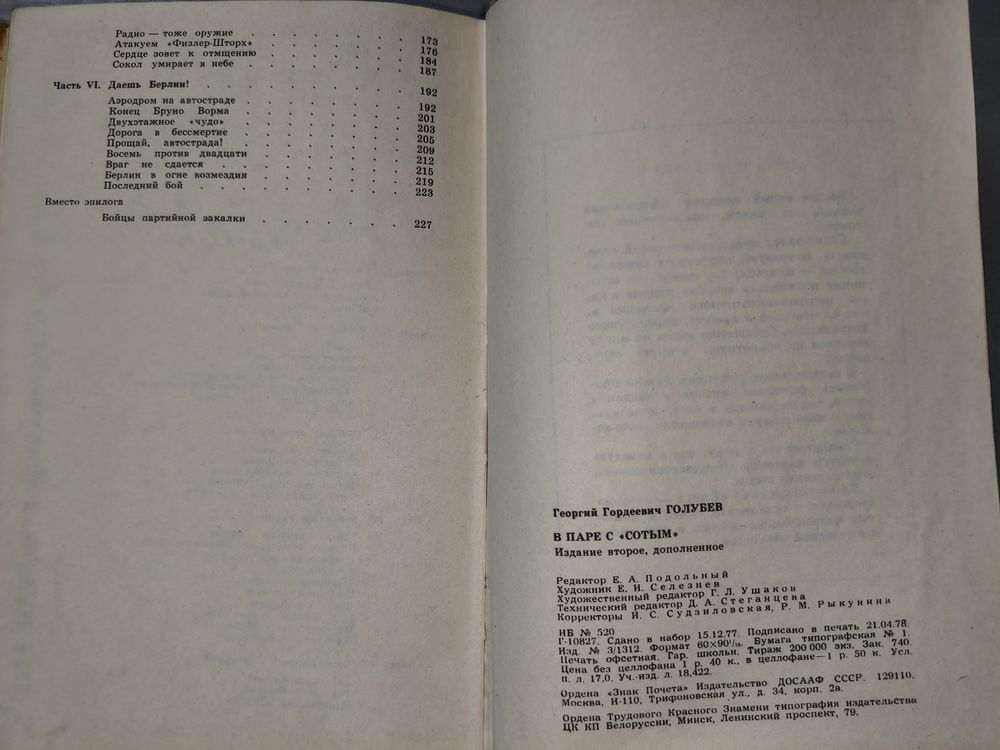 Радио — тоже оружие . . . . . . . 173
Атакуем «Физлер-Шторх» . . . . . . . 176
Сердце зовет к отмщению . . . . . . . 184
Сокол умирает в небе . . . . . . . 187
Часть VI. Даешь Берлин! . . . . . . . . 192
Аэродром на автостраде . . . . . . . 192
Конец Бруно Ворма . . . . . . . 201
Двухэтажное «чудо» . . . . . . . 203
Дорога в бессмертие . . . . . . . 205
Прощай, автострада! . . . . . . . 209
Восемь против двадцати . . . . . . . 212
Враг не сдается . . . . . . . . 215
Берлин в огне возмездия . . . . . . . 219
Последний бой . . . . . . . . . 223
Вместо эпилога
Бойцы партийной закалки . . . . . . . 227
Георгий Гордеевич ГОЛУБЕВ
В ПАРЕ С «СОТЫМ»
Издание второе, дополненное
Редактор Е. А. Подольный
Художник Е. И. Селезнев
Художественный редактор Г. Л. Ушаков
Технический редактор Д. А. Стеганцева
Корректоры И. С. Судзиловская, Р. М. Рыкунина
ИБ № 520
Г-10827. Сдано в набор 15.12.77. Подписано в печать 21.04.78.
Изд. № 3/1312. Формат 60×90¹/₁₆. Бумага типографская № 1.
Печать офсетная. Гар. школьн. Тираж 200 000 экз. Зак. 740.
Цена без целлофана 1 р. 40 к., в целлофане — 1 р. 50 к. Усл.
п. л. 17,0. Уч.-изд. л. 18,422.
Ордена «Знак Почета» Издательство ДОСААФ СССР. 129110,
Москва, И-110, Трифоновская ул., д. 34, корп. 2а.
Ордена Трудового Красного Знамени типография издательства
ЦК КП Белоруссии, Минск, Ленинский проспект, 79.